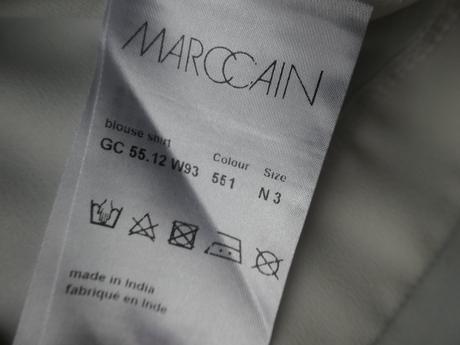 MARCCAIN
blouse shirt
GC 55.12 W93
Colour Size
551 N 3
made in India
fabriqué en Inde